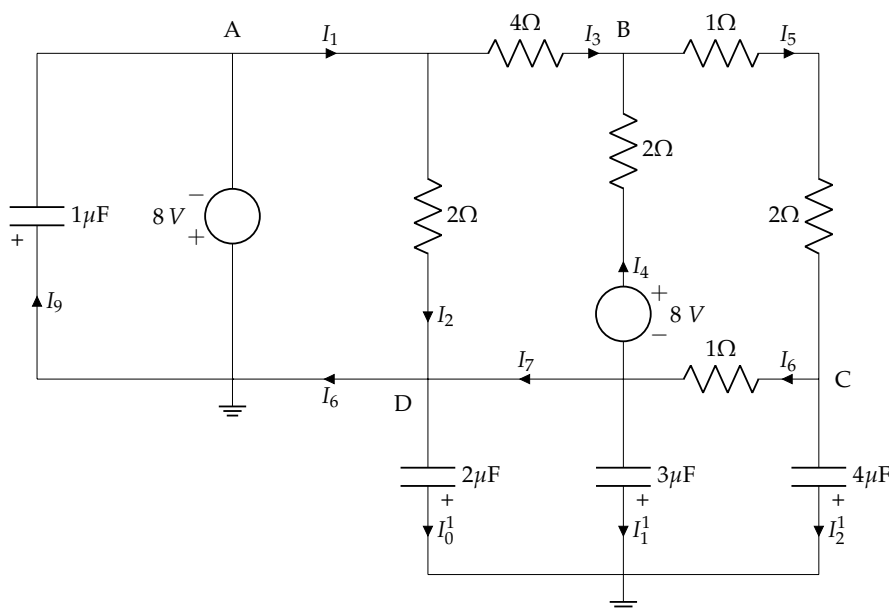 A I₁ 4Ω I₃ B 1Ω I₅
2Ω
− 1μF 8 V + 2Ω 2Ω
+
I₄
I₉ I₂ + 8 V −
1Ω
I₇ I₆ C
I₆ D
2μF 3μF 4μF
+ + +
I₀¹ I₁¹ I₂¹